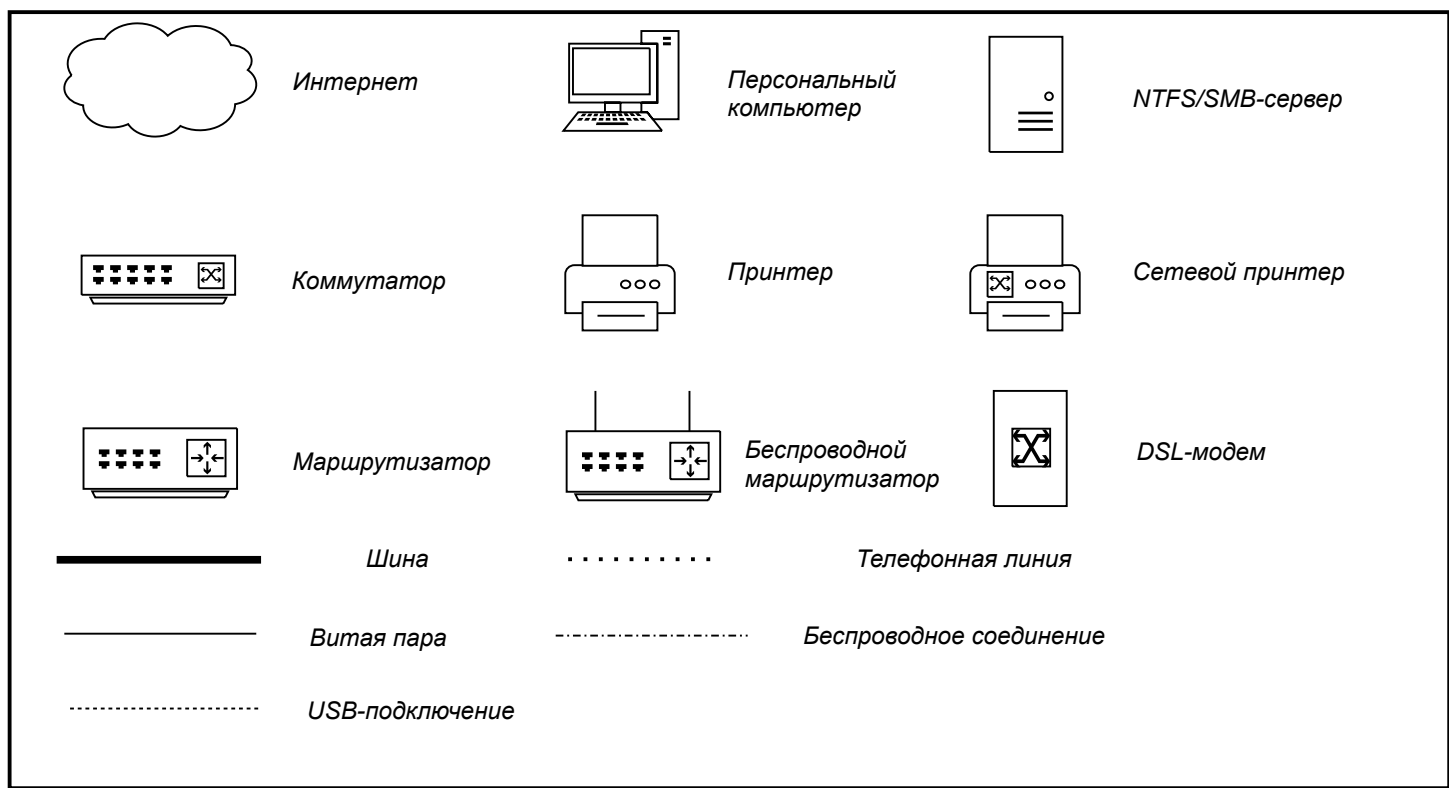 Интернет
Персональный
компьютер
NTFS/SMB-сервер
Коммутатор
Принтер
Сетевой принтер
Маршрутизатор
Беспроводной
маршрутизатор
DSL-модем
Шина
Телефонная линия
Витая пара
Беспроводное соединение
USB-подключение